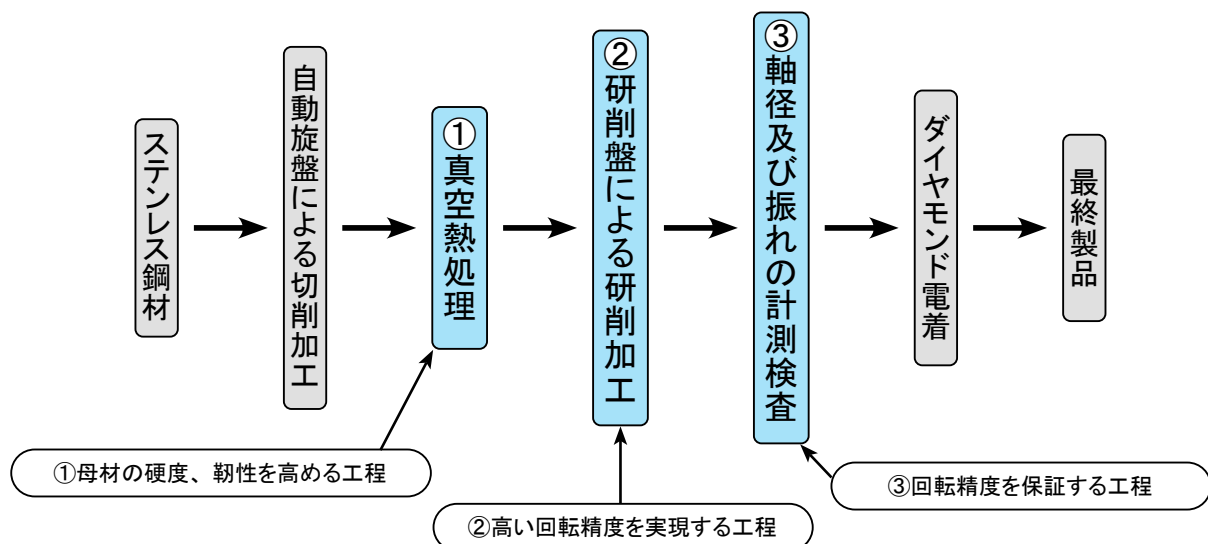 ステンレス鋼材
自動旋盤による切削加工
①真空熱処理
②研削盤による研削加工
③軸径及び振れの計測検査
ダイヤモンド電着
最終製品
①母材の硬度、靭性を高める工程
②高い回転精度を実現する工程
③回転精度を保証する工程